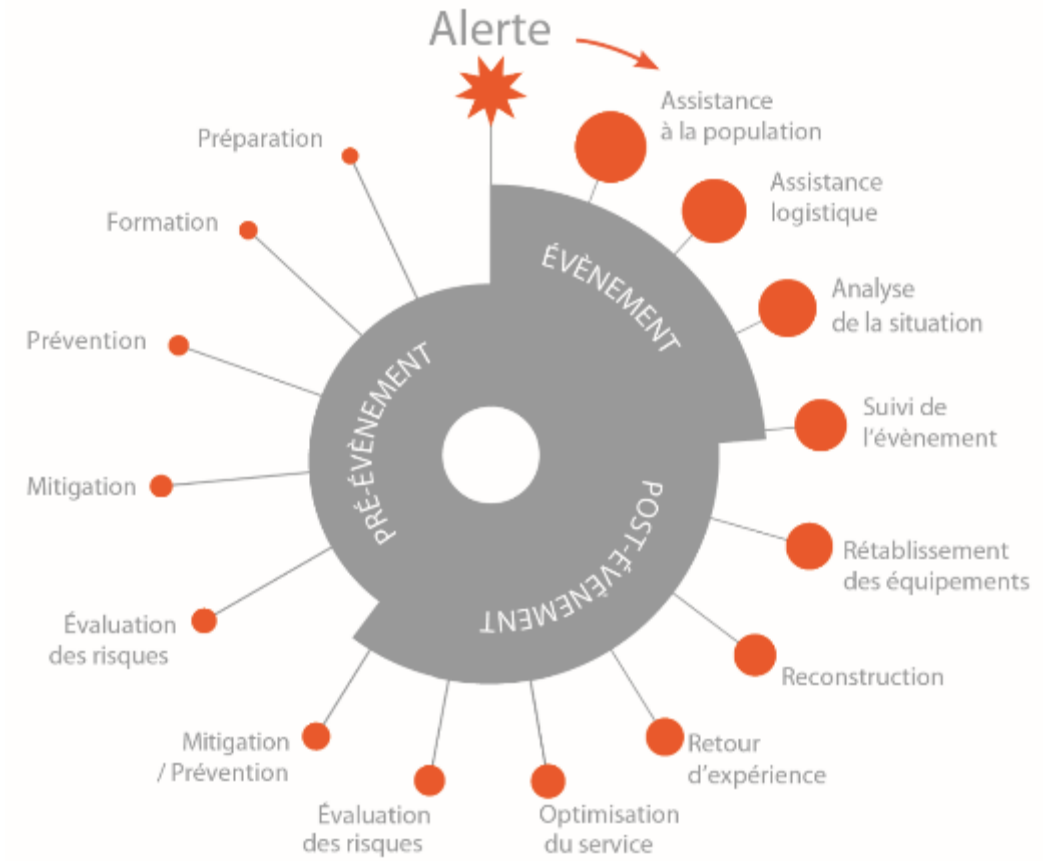 Alerte
Assistance
à la population
Assistance
logistique
Analyse
de la situation
Suivi de
l'évènement
Rétablissement
des équipements
Reconstruction
Retour
d'expérience
Optimisation
du service
Évaluation
des risques
Mitigation
/ Prévention
Évaluation
des risques
Mitigation
Prévention
Formation
Préparation
ÉVÈNEMENT
POST-ÉVÈNEMENT
PRÉ-ÉVÈNEMENT